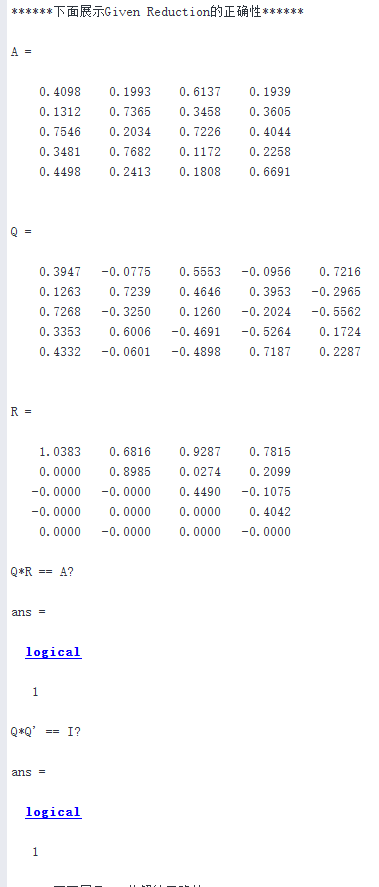 ******下面展示Given Reduction的正确性******
A =
0.4098 0.1993 0.6137 0.1939
0.1312 0.7365 0.3458 0.3605
0.7546 0.2034 0.7226 0.4044
0.3481 0.7682 0.1172 0.2258
0.4498 0.2413 0.1808 0.6691
Q =
0.3947 -0.0775 0.5553 -0.0956 0.7216
0.1263 0.7239 0.4646 0.3953 -0.2965
0.7268 -0.3250 0.1260 -0.2024 -0.5562
0.3353 0.6006 -0.4691 -0.5264 0.1724
0.4332 -0.0601 -0.4898 0.7187 0.2287
R =
1.0383 0.6816 0.9287 0.7815
0.0000 0.8985 0.0274 0.2099
-0.0000 -0.0000 0.4490 -0.1075
-0.0000 0.0000 0.0000 0.4042
0.0000 -0.0000 0.0000 -0.0000
Q*R == A?
ans =
logical
1
Q*Q' == I?
ans =
logical
1